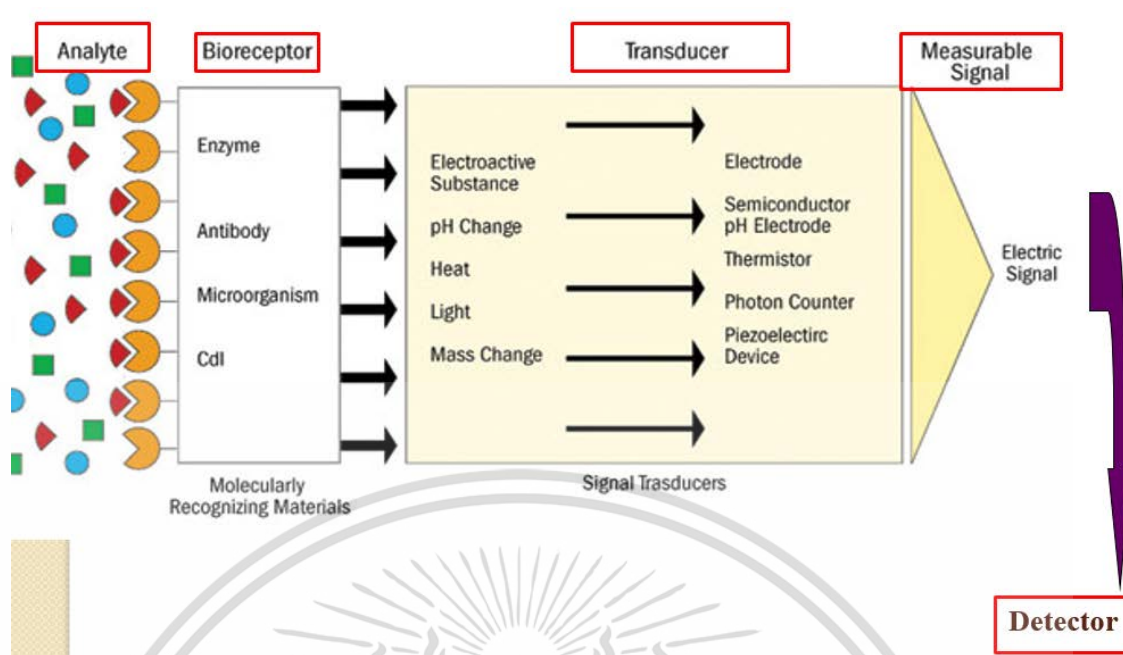 Analyte
Bioreceptor
Transducer
Measurable
Signal
Enzyme
Antibody
Microorganism
Cdl
Electroactive
Substance
pH Change
Heat
Light
Mass Change
Electrode
Semiconductor
pH Electrode
Thermistor
Photon Counter
Piezoelectirc
Device
Electric
Signal
Molecularly
Recognizing Materials
Signal Trasducers
Detector